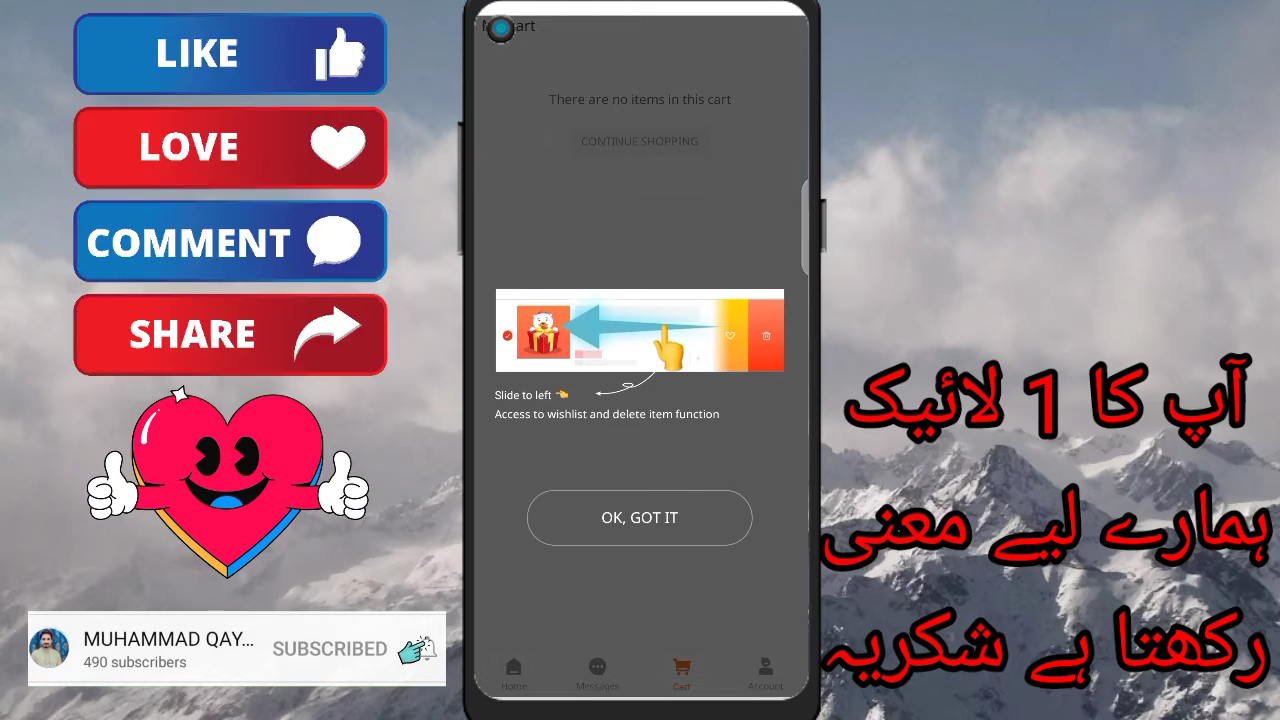 LIKE
LOVE
COMMENT
SHARE
MUHAMMAD QAY...
490 subscribers
SUBSCRIBED
There are no items in this cart
CONTINUE SHOPPING
Slide to left
Access to wishlist and delete item function
OK, GOT IT
Home
Messages
Cart
Account
آپ کا 1 لائیک
ہمارے لیے معنی
رکھتا ہے شکریہ